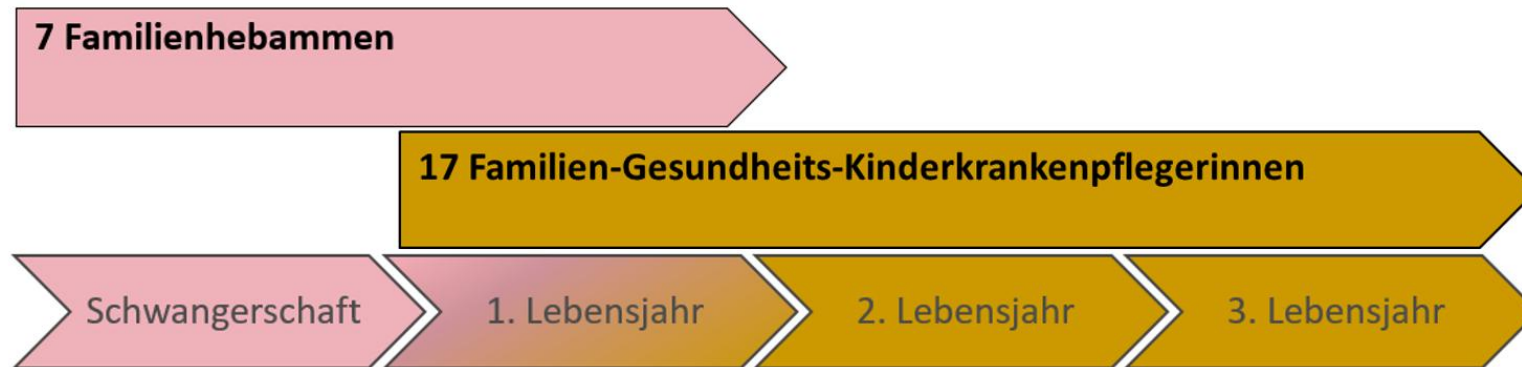 7 Familienhebammen
17 Familien-Gesundheits-Kinderkrankenpflegerinnen
Schwangerschaft
1. Lebensjahr
2. Lebensjahr
3. Lebensjahr